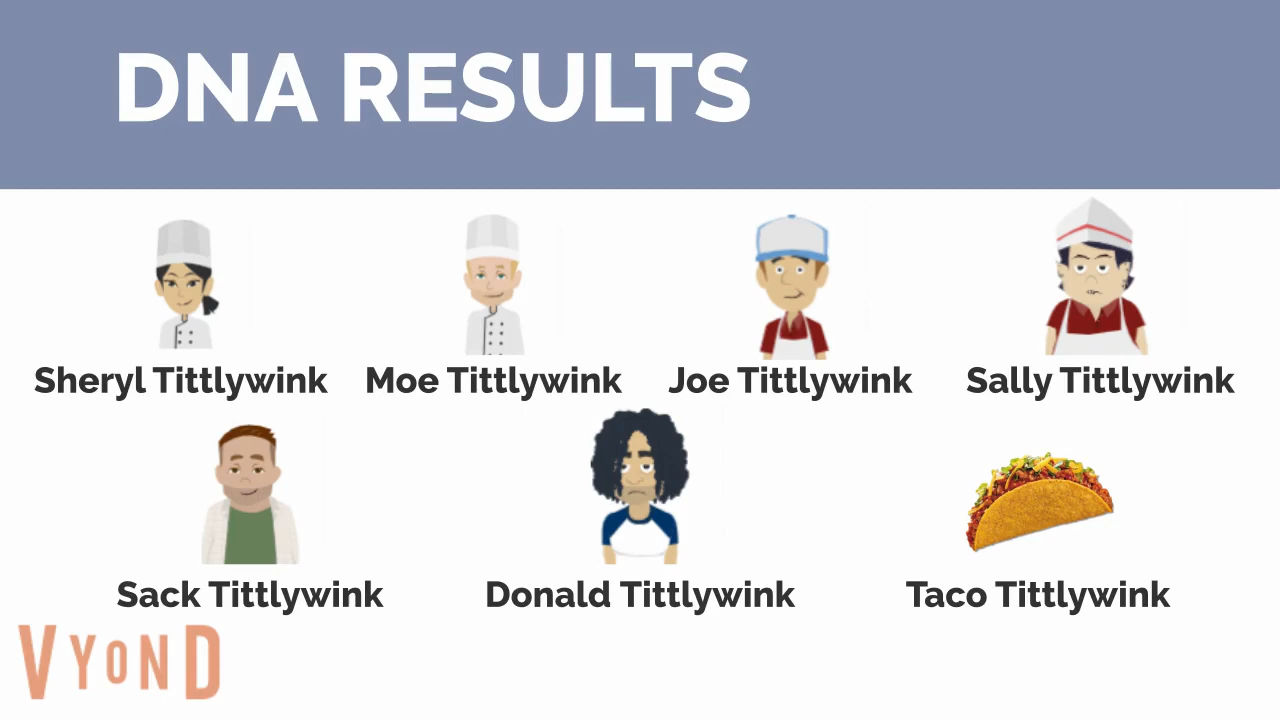 DNA RESULTS
Sheryl Tittlywink
Moe Tittlywink
Joe Tittlywink
Sally Tittlywink
Sack Tittlywink
Donald Tittlywink
Taco Tittlywink
VYOND